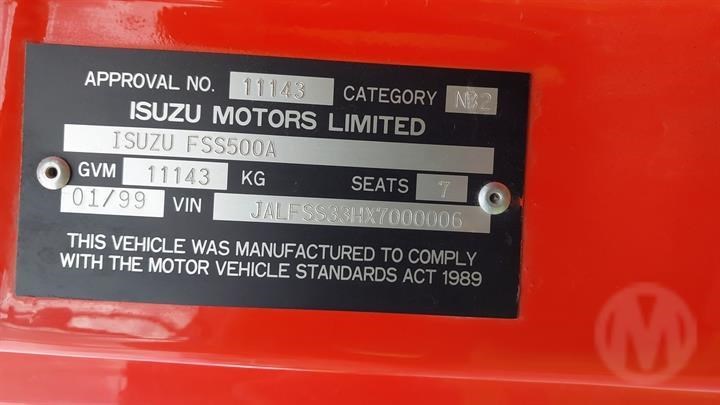 APPROVAL NO. 11143 CATEGORY NB2
ISUZU MOTORS LIMITED
ISUZU FSS500A
GVM 11143 KG SEATS 7
01/99 VIN JALFSS33HX7000006
THIS VEHICLE WAS MANUFACTURED TO COMPLY
WITH THE MOTOR VEHICLE STANDARDS ACT 1989
M